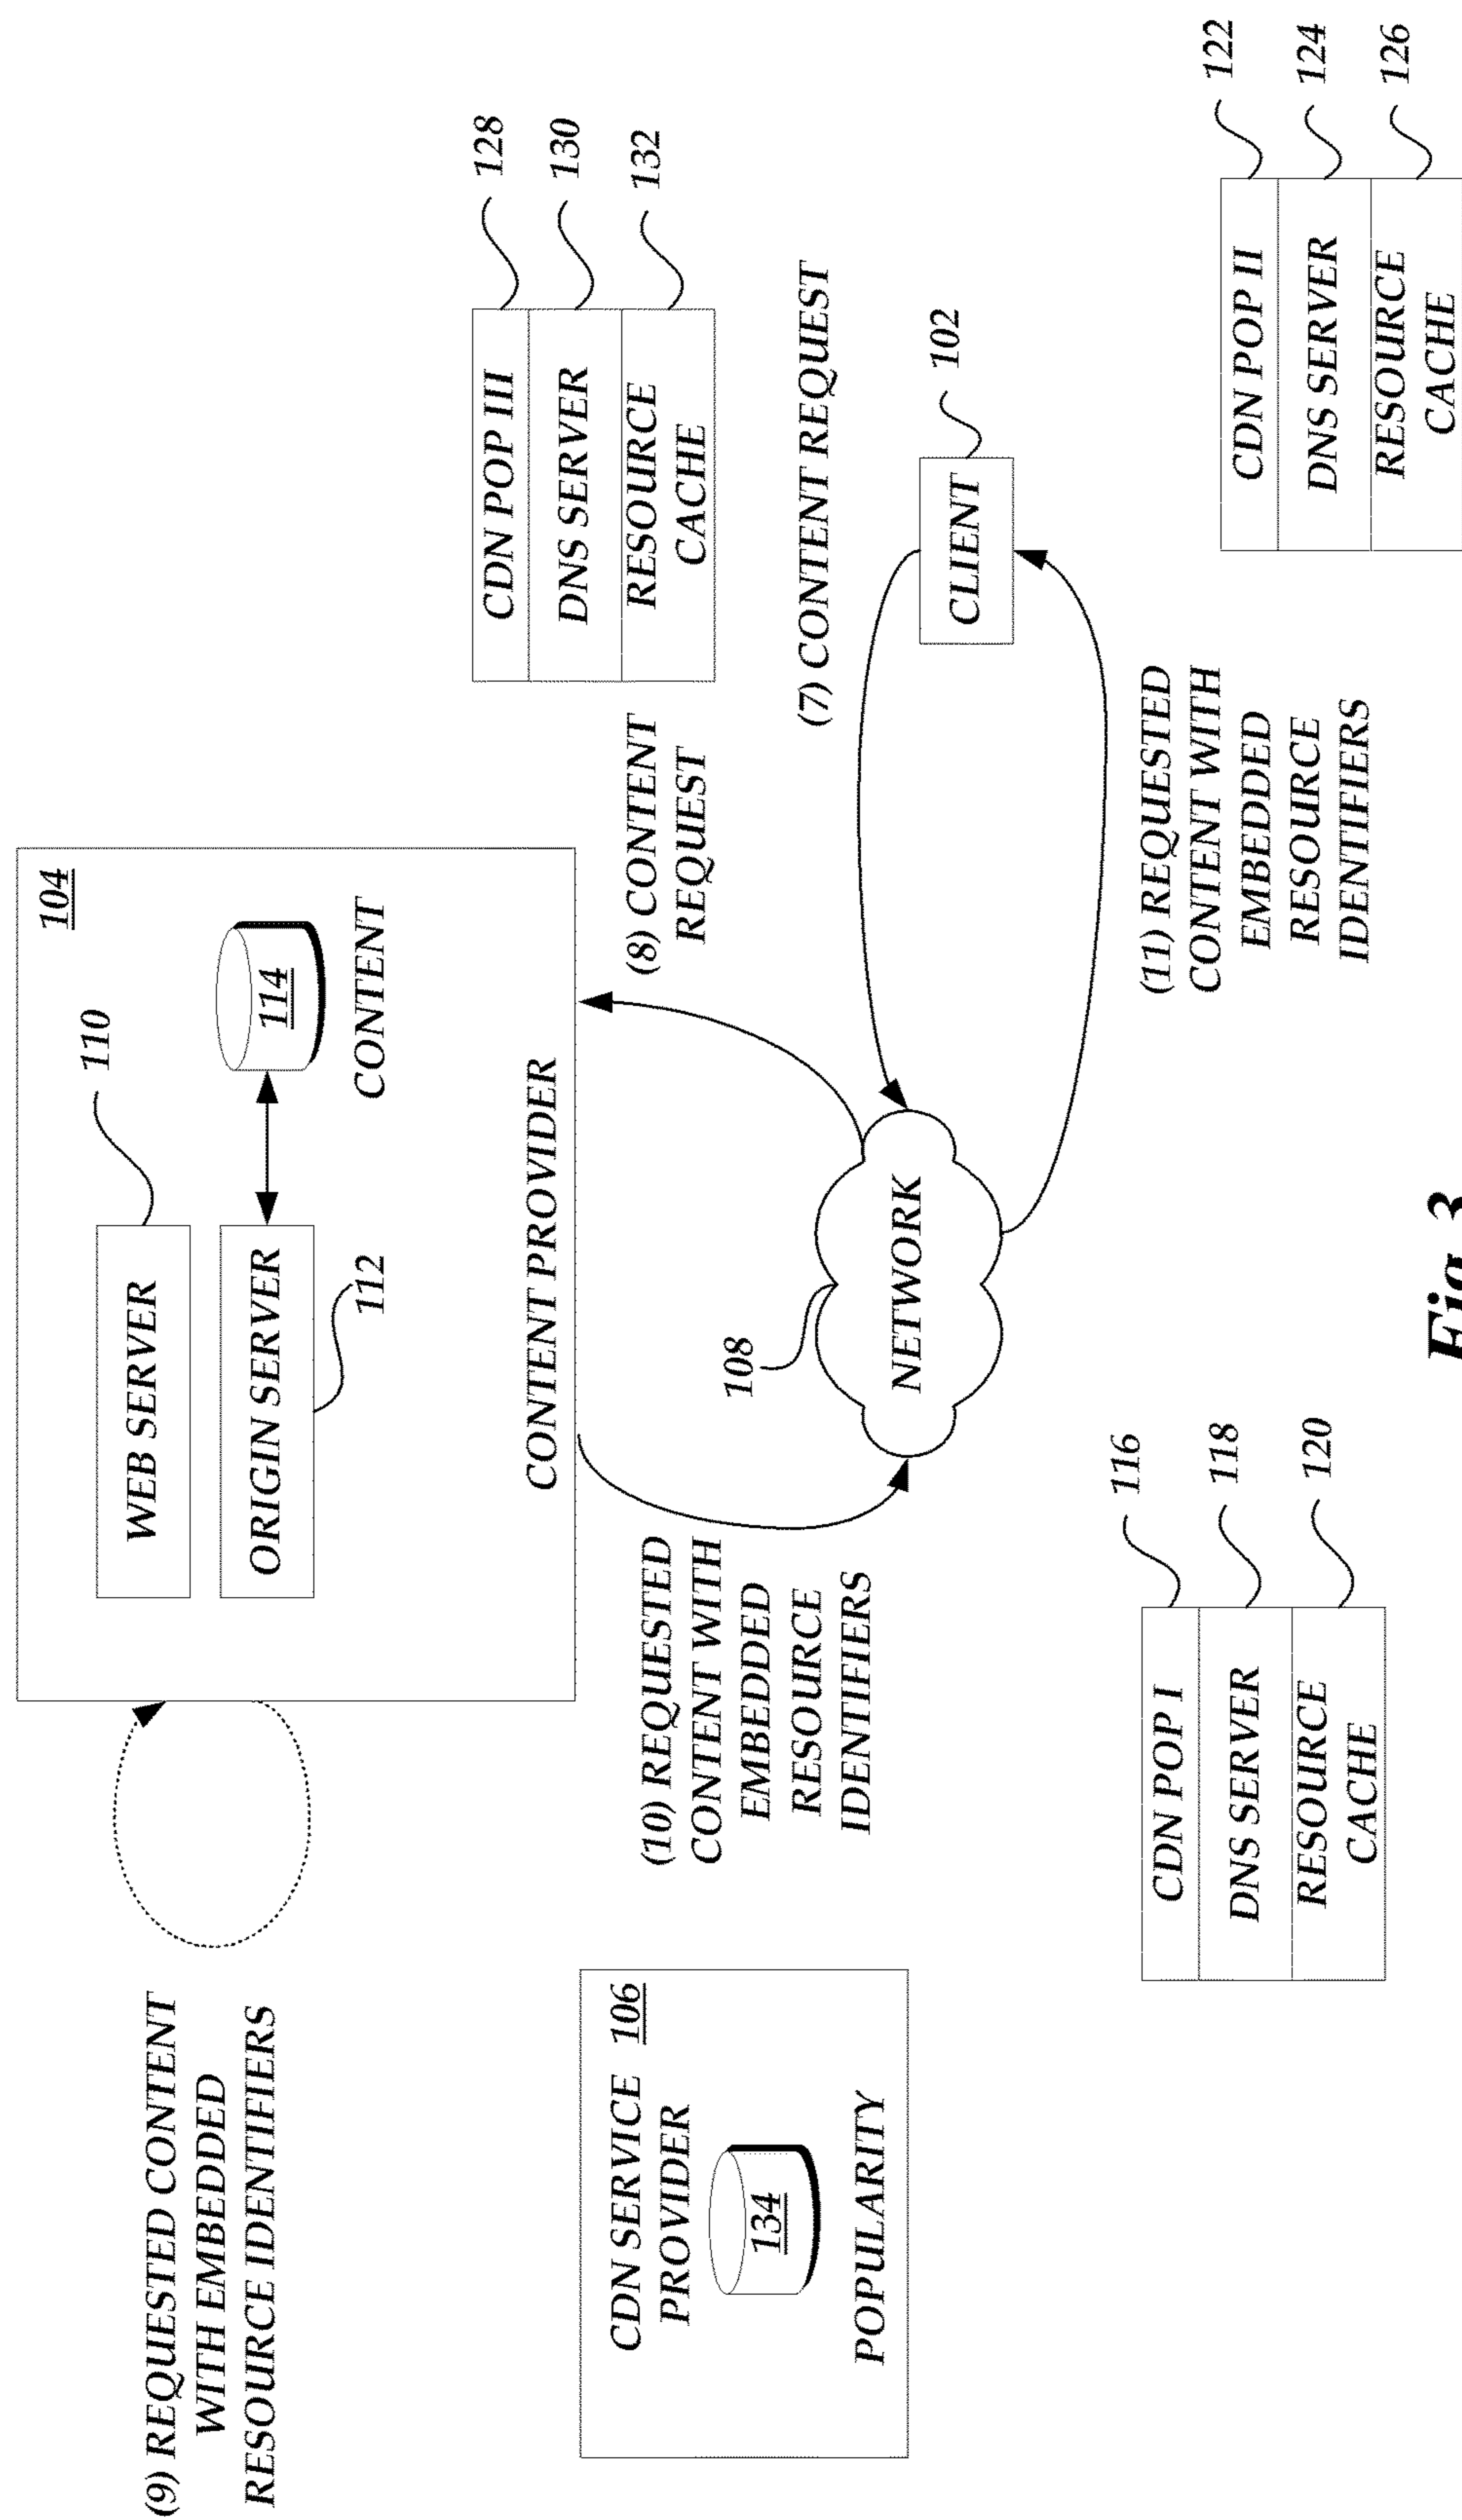 (9) REQUESTED CONTENT
WITH EMBEDDED
RESOURCE IDENTIFIERS
104
WEB SERVER
110
ORIGIN SERVER
112
114
CONTENT
CONTENT PROVIDER
CDN SERVICE
PROVIDER
106
134
POPULARITY
(10) REQUESTED
CONTENT WITH
EMBEDDED
RESOURCE
IDENTIFIERS
(8) CONTENT
REQUEST
CDN POP III
128
DNS SERVER
130
RESOURCE
CACHE
132
108
NETWORK
(7) CONTENT REQUEST
CLIENT
102
(11) REQUESTED
CONTENT WITH
EMBEDDED
RESOURCE
IDENTIFIERS
CDN POP I
116
DNS SERVER
118
RESOURCE
CACHE
120
CDN POP II
122
DNS SERVER
124
RESOURCE
CACHE
126
Fig. 3